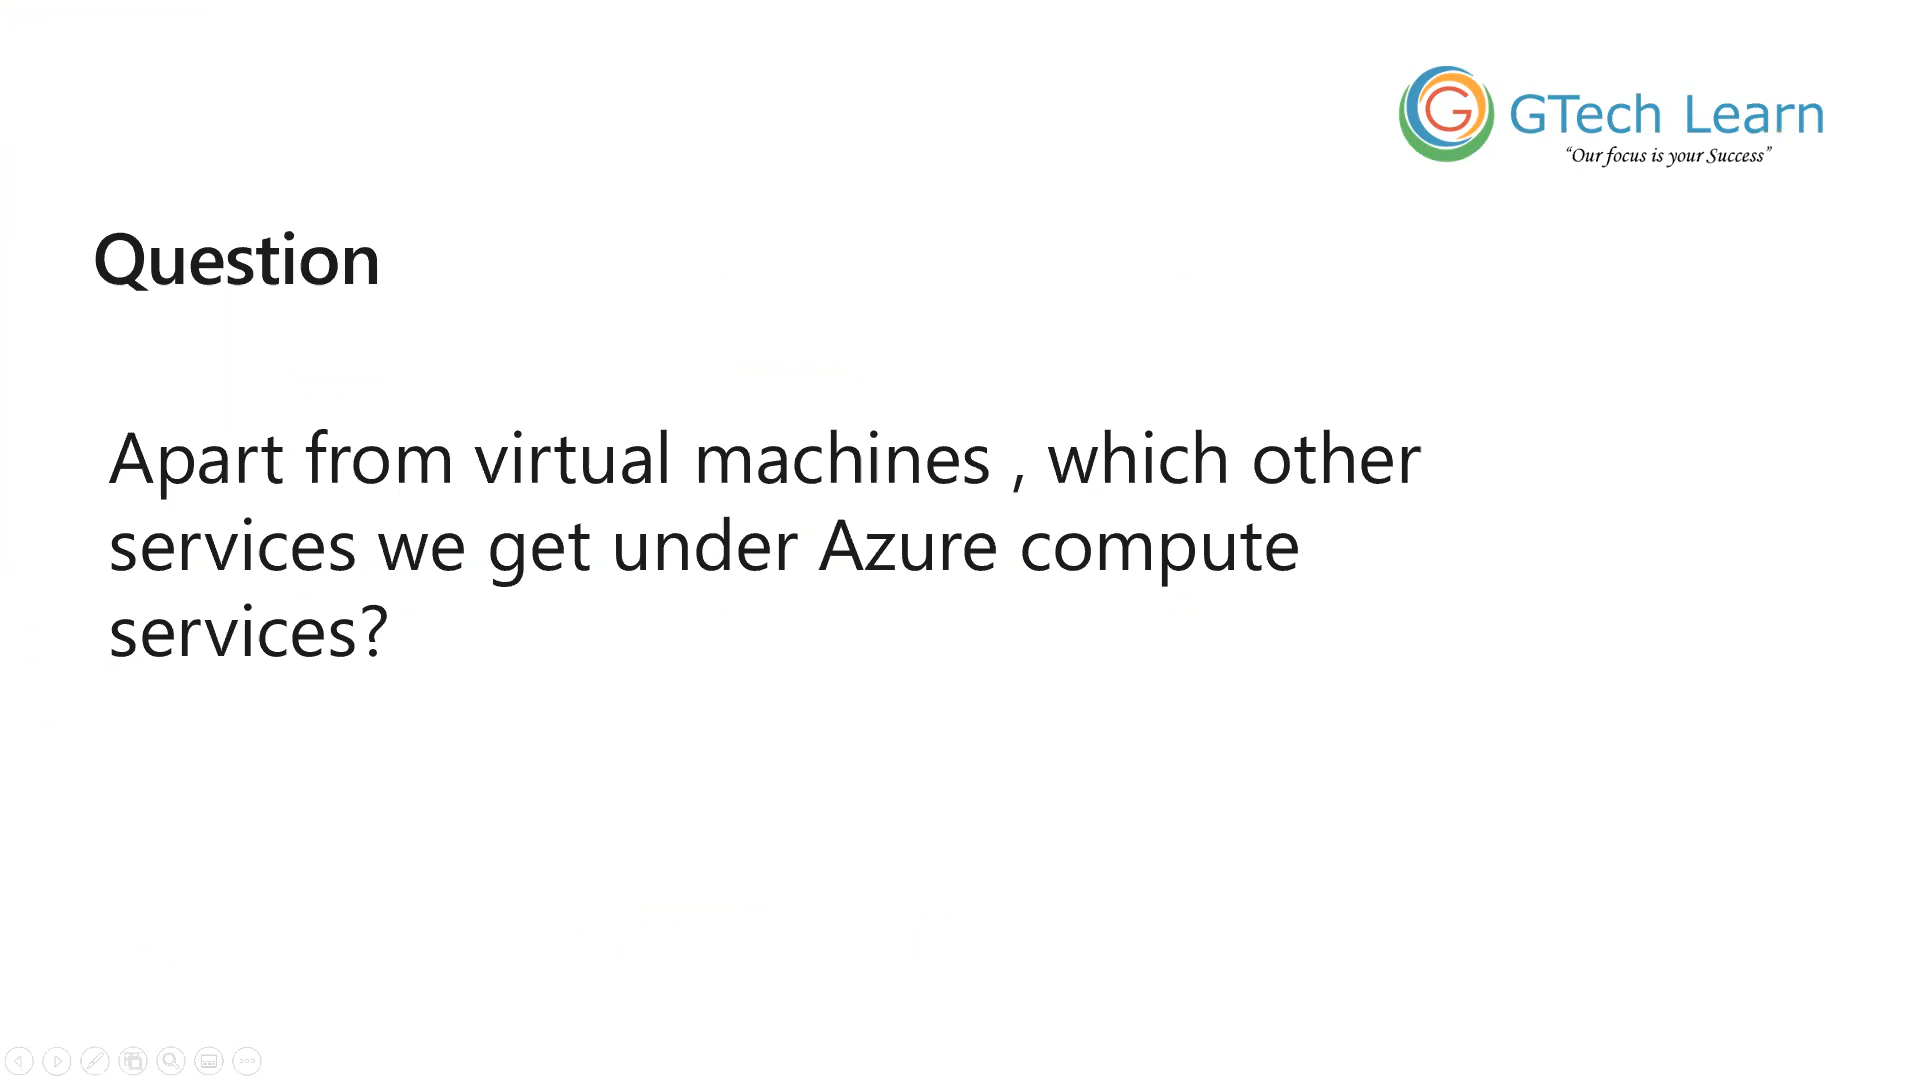 G GTech Learn
“Our focus is your Success”
Question
Apart from virtual machines , which other
services we get under Azure compute
services?